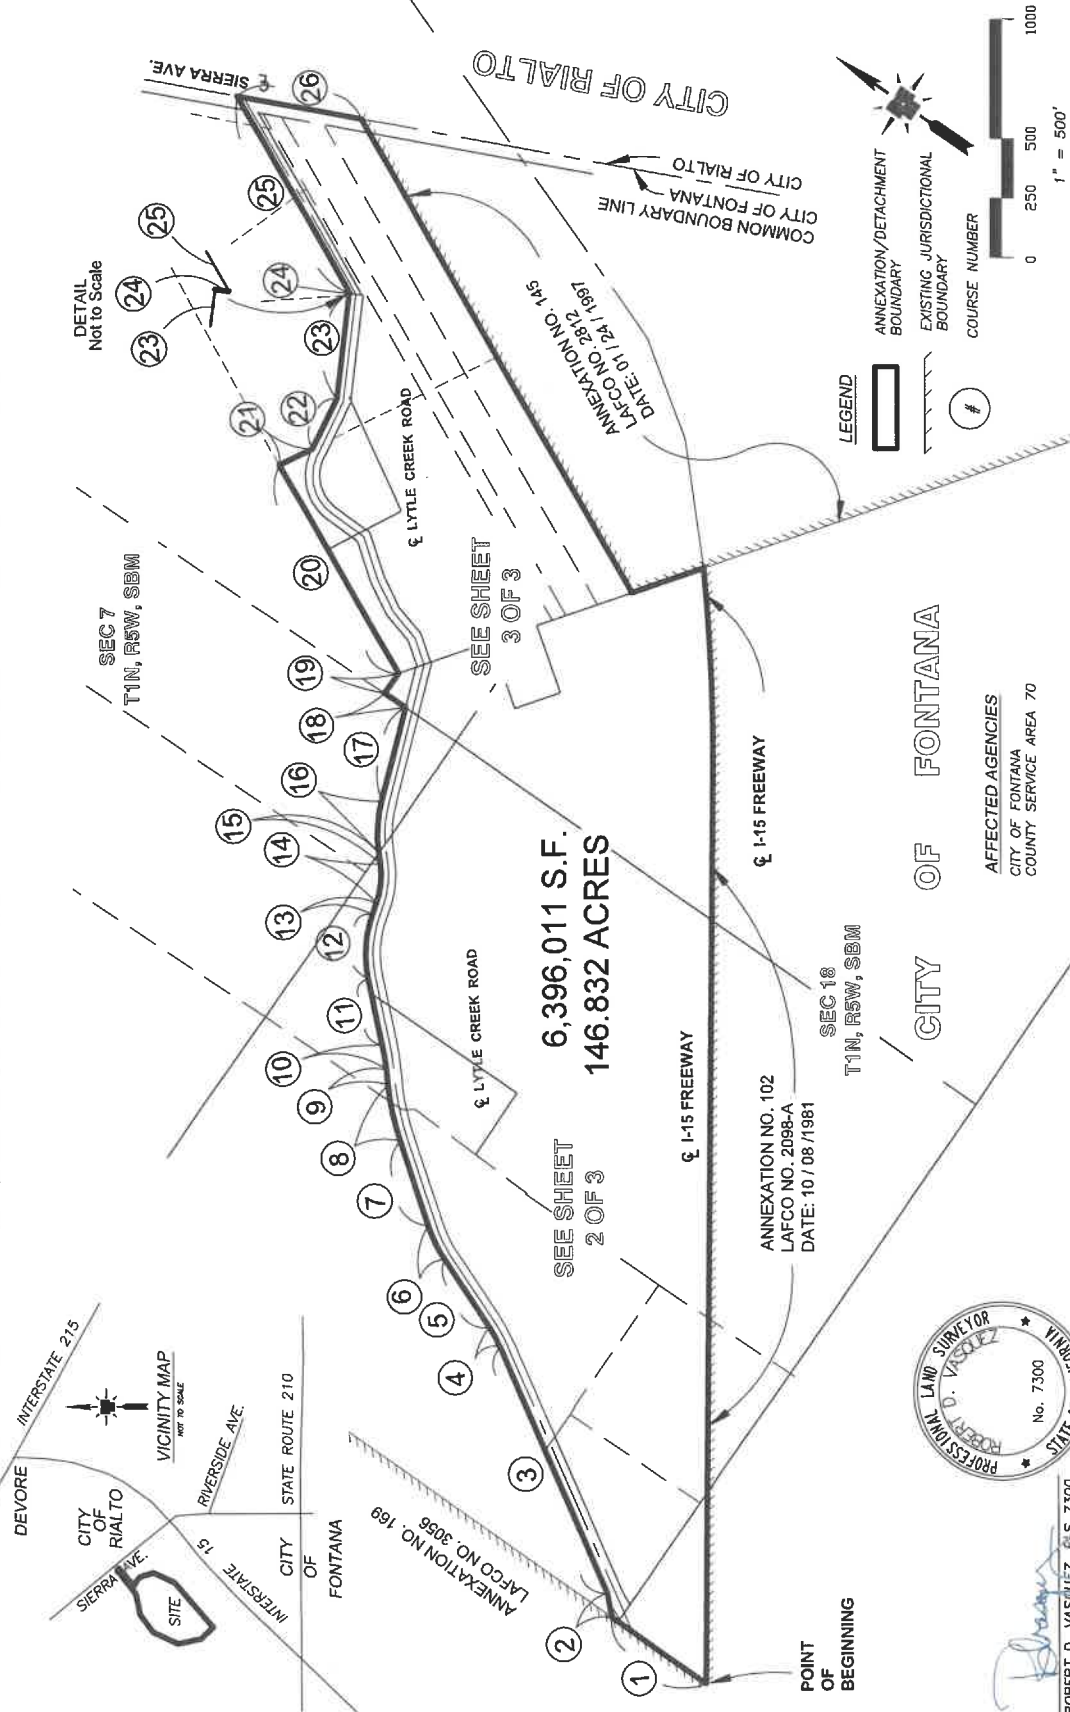 DEVORE
INTERSTATE 215
CITY
OF
RIALTO
SIERRA AVE.
SITE
RIVERSIDE AVE.
VICINITY MAP
NOT TO SCALE
INTERSTATE 15
CITY
OF
FONTANA
STATE ROUTE 210
SEC 7
T1N, R5W, SBM
DETAIL
Not to Scale
23
24
25
SIERRA AVE.
1
2
3
4
5
6
7
8
9
10
11
12
13
14
15
16
17
18
19
20
21
22
23
24
25
26
ANNEXATION NO. 169
LAFCO NO. 3056
℄ LYTLE CREEK ROAD
℄ LYTLE CREEK ROAD
SEE SHEET
2 OF 3
6,396,011 S.F.
146.832 ACRES
SEE SHEET
3 OF 3
ANNEXATION NO. 145
LAFCO NO. 2812
DATE: 01 / 24 / 1997
CITY OF RIALTO
COMMON BOUNDARY LINE
CITY OF FONTANA
CITY OF RIALTO
℄ I-15 FREEWAY
℄ I-15 FREEWAY
POINT
OF
BEGINNING
ANNEXATION NO. 102
LAFCO NO. 2098-A
DATE: 10 / 08 /1981
SEC 18
T1N, R5W, SBM
CITY OF FONTANA
AFFECTED AGENCIES
CITY OF FONTANA
COUNTY SERVICE AREA 70
LEGEND
ANNEXATION/DETACHMENT
BOUNDARY
EXISTING JURISDICTIONAL
BOUNDARY
#
COURSE NUMBER
0 250 500 1000
1" = 500'
PROFESSIONAL LAND SURVEYOR
ROBERT D. VASQUEZ
No. 7300
ROBERT D. VASQUEZ, PLS 7300